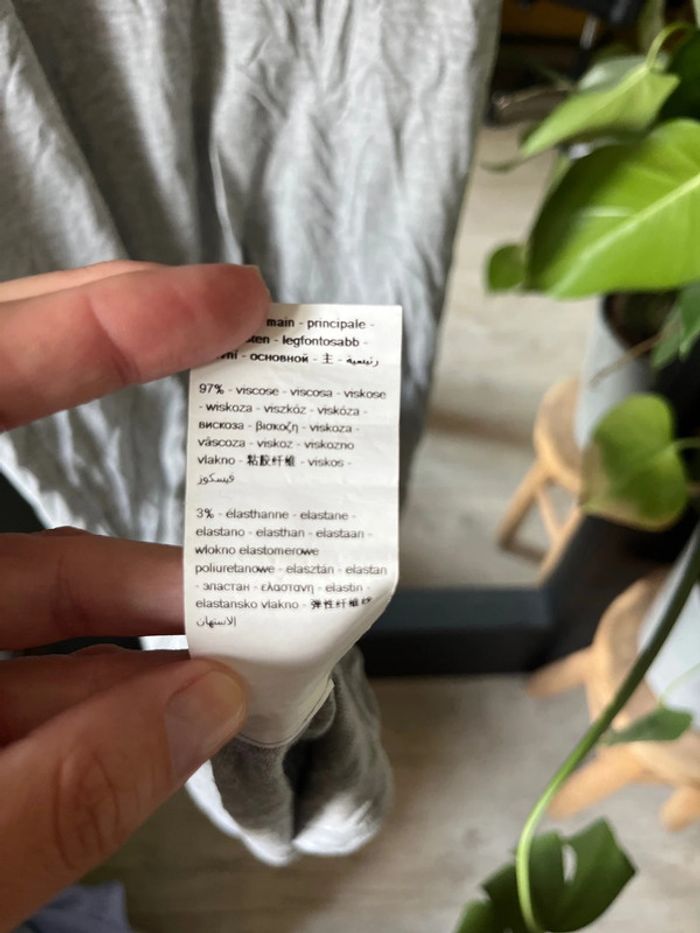 main - principale -
- legfontosabb -
- основной - 主 - رئيسية
97% - viscose - viscosa - viskose
- wiskoza - viszkóz - viskóza -
вискоза - βισκοζη - viskoza -
vâscoza - viskoz - viskozno
vlakno - 粘胶纤维 - viskos -
فيسكوز
3% - élasthanne - elastane -
elastano - elasthan - elastaan -
włokno elastomerowe
poliuretanowe - elasztán - elastan
- эластан - ελασταγη - elastin -
elastansko vlakno - 弹性纤维
الاستهان